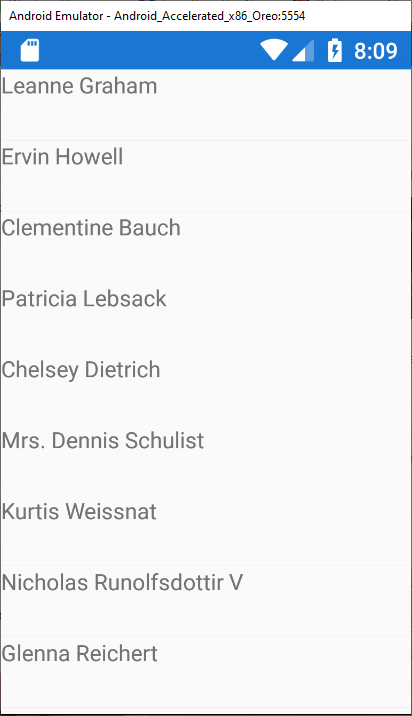 Android Emulator - Android_Accelerated_x86_Oreo:5554
8:09
Leanne Graham
Ervin Howell
Clementine Bauch
Patricia Lebsack
Chelsey Dietrich
Mrs. Dennis Schulist
Kurtis Weissnat
Nicholas Runolfsdottir V
Glenna Reichert